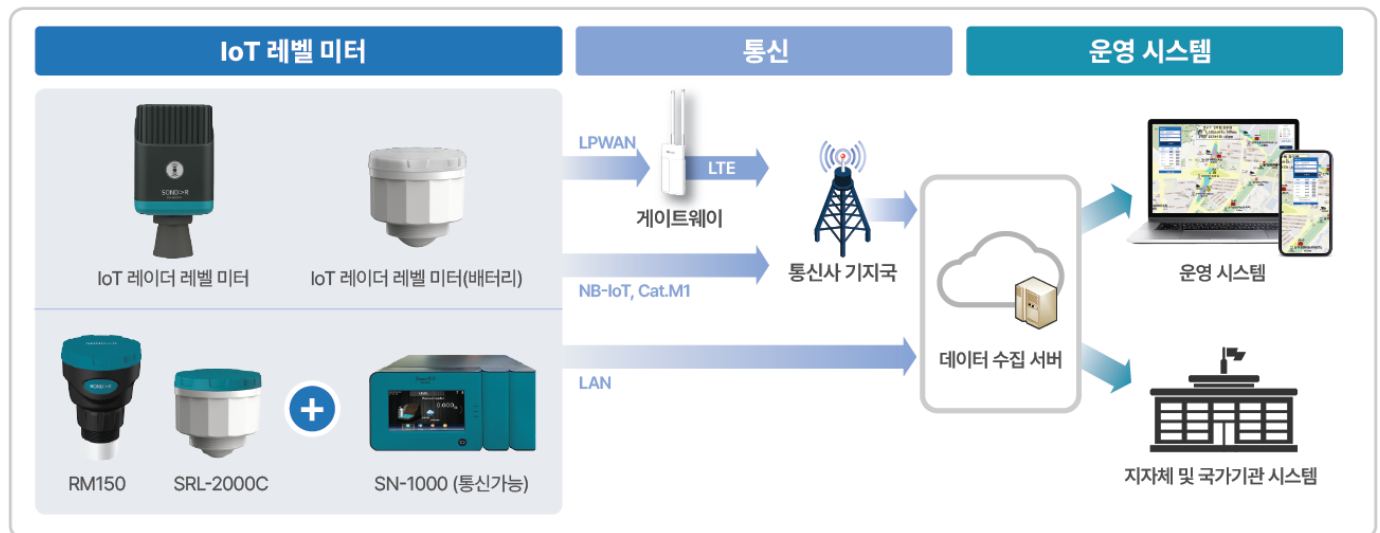 IoT 레벨 미터
통신
운영 시스템
LPWAN
LTE
게이트웨이
IoT 레이더 레벨 미터
IoT 레이더 레벨 미터(배터리)
NB-IoT, Cat.M1
통신사 기지국
데이터 수집 서버
운영 시스템
LAN
RM150
SRL-2000C
SN-1000 (통신가능)
지자체 및 국가기관 시스템